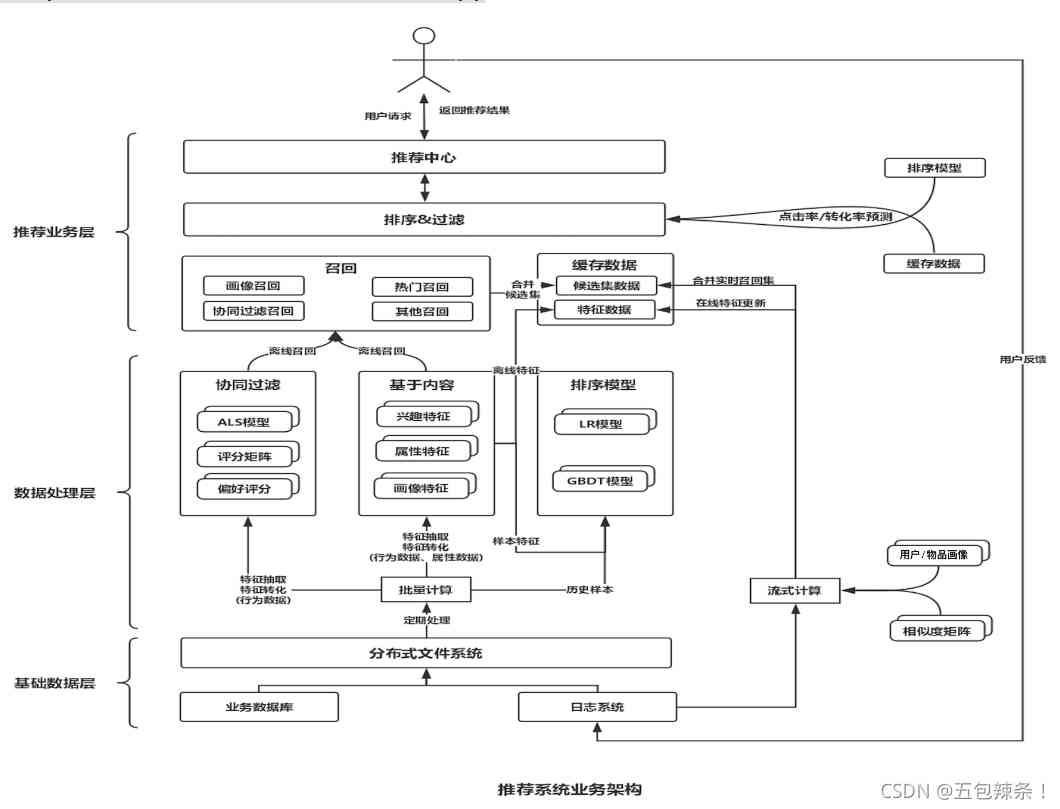 用户请求
返回推荐结果
推荐中心
排序模型
排序&过滤
点击率/转化率预测
推荐业务层
缓存数据
召回
缓存数据
画像召回
热门召回
合并
候选集
候选集数据
合并实时召回集
协同过滤召回
其他召回
特征数据
在线特征更新
离线召回
离线召回
用户反馈
离线特征
协同过滤
基于内容
排序模型
ALS模型
兴趣特征
LR模型
评分矩阵
属性特征
偏好评分
画像特征
GBDT模型
数据处理层
特征抽取
特征转化
(行为数据、属性数据)
样本特征
用户/物品画像
特征抽取
特征转化
(行为数据)
批量计算
历史样本
流式计算
定期处理
相似度矩阵
分布式文件系统
基础数据层
业务数据库
日志系统
推荐系统业务架构
CSDN @五包辣条！